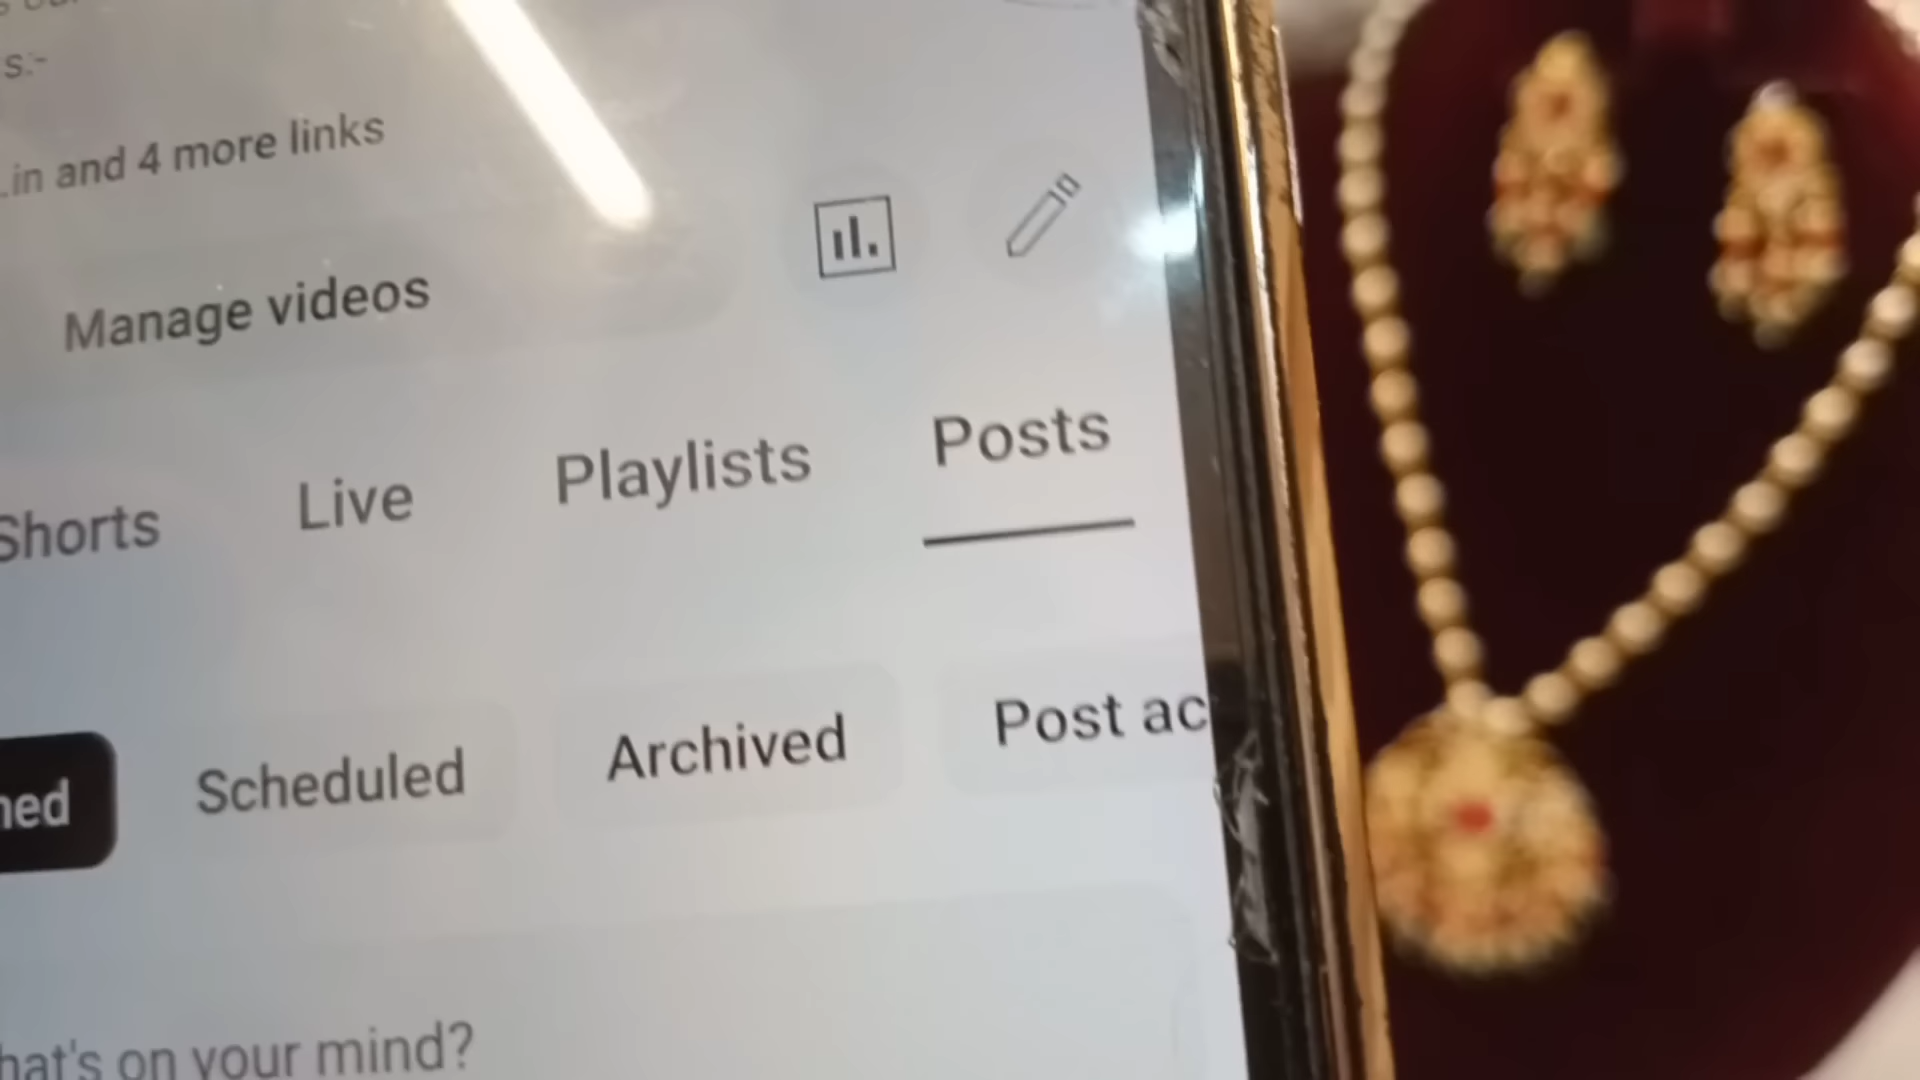 s:-
.in and 4 more links
Manage videos
Shorts Live Playlists Posts
ned Scheduled Archived Post ac
hat's on your mind?